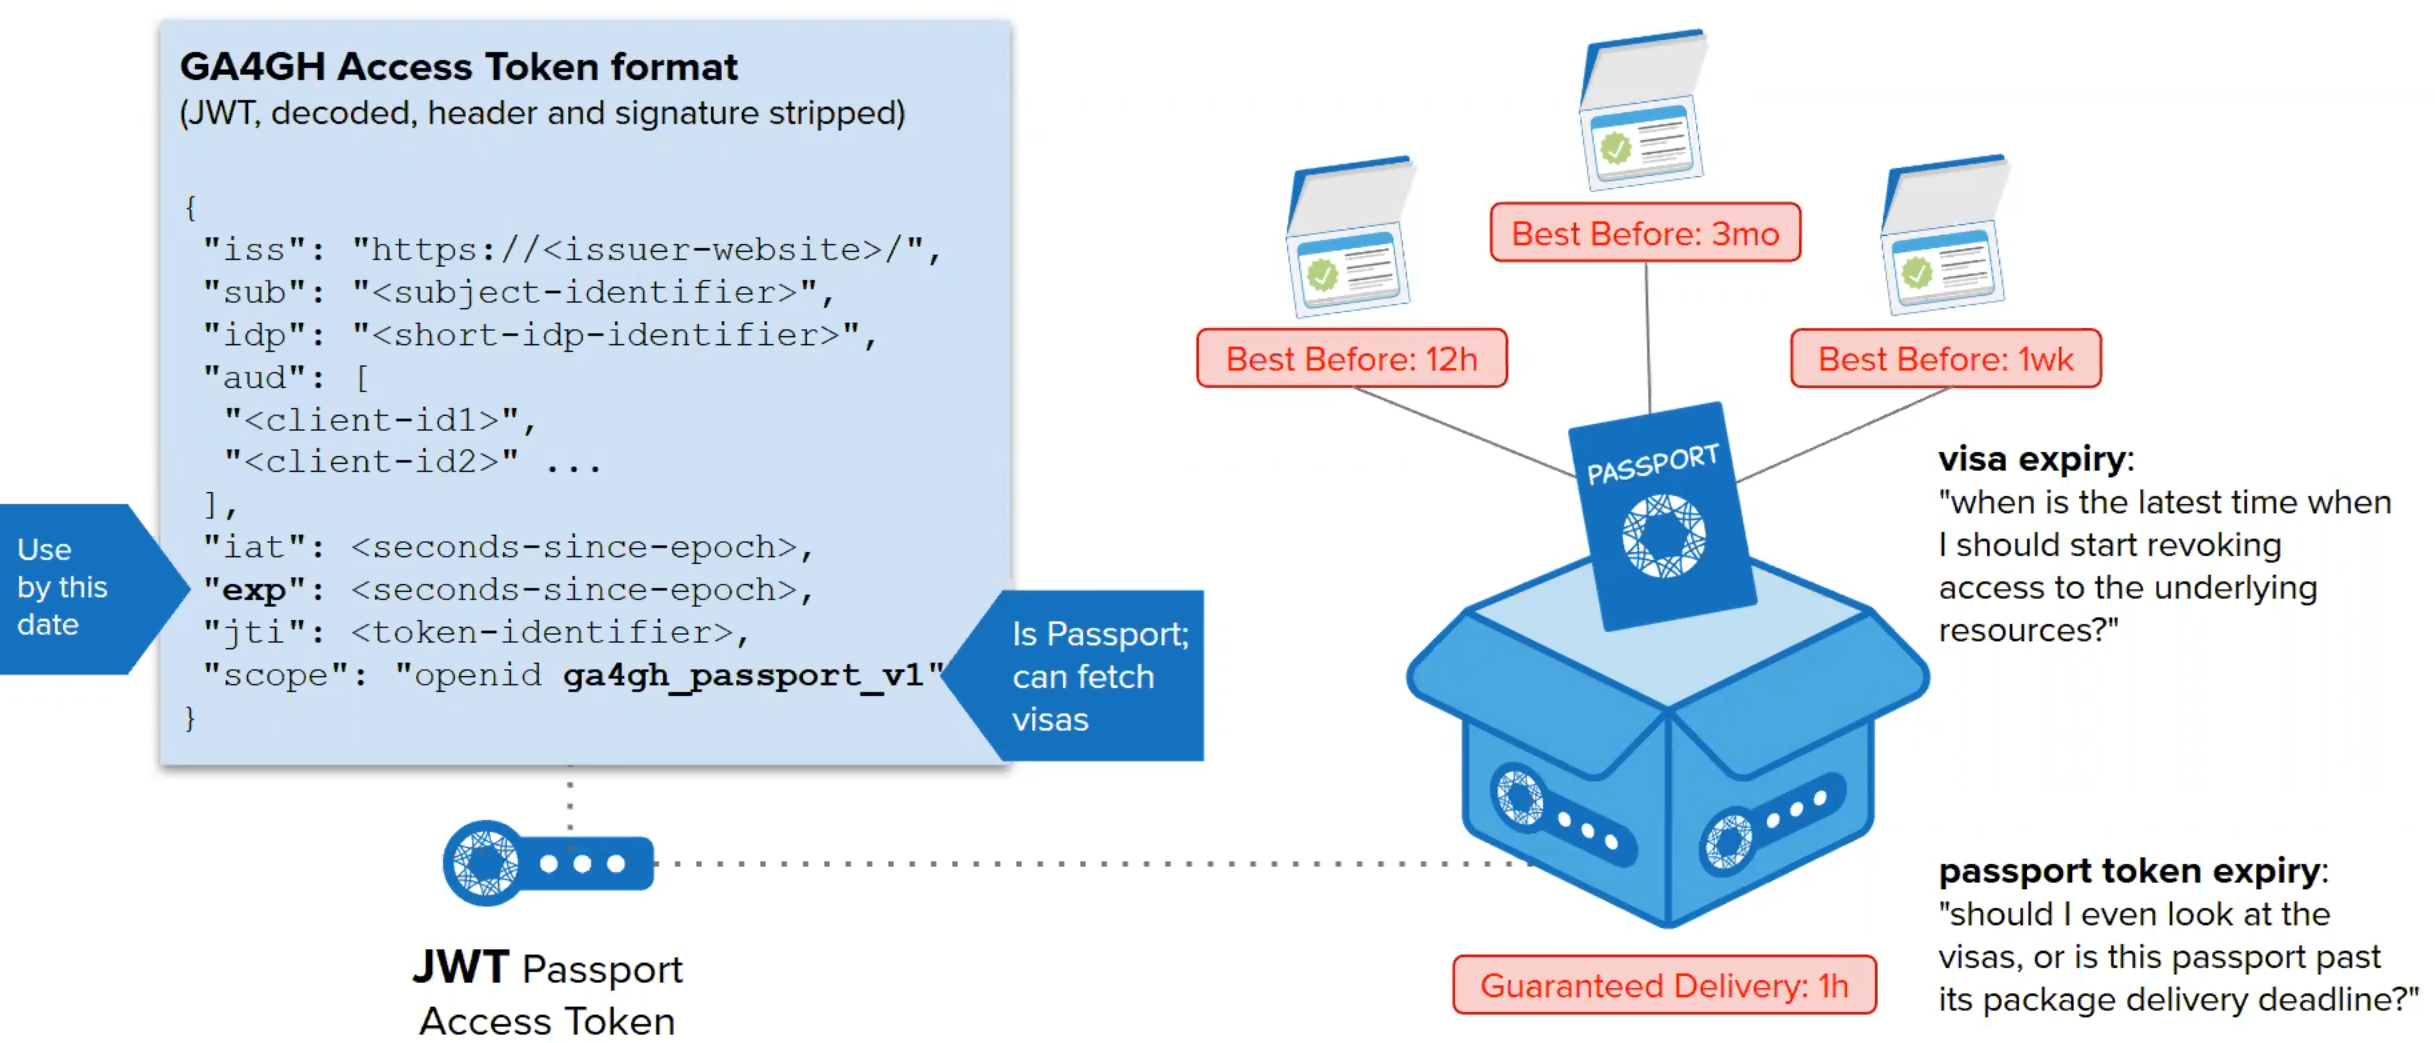 GA4GH Access Token format
(JWT, decoded, header and signature stripped)
{
"iss": "https://<issuer-website>/",
"sub": "<subject-identifier>",
"idp": "<short-idp-identifier>",
"aud": [
"<client-id1>",
"<client-id2>" ...
],
"iat": <seconds-since-epoch>,
"exp": <seconds-since-epoch>,
"jti": <token-identifier>,
"scope": "openid ga4gh_passport_v1"
}
Use
by this
date
Is Passport;
can fetch
visas
JWT Passport
Access Token
Best Before: 3mo
Best Before: 12h
Best Before: 1wk
PASSPORT
visa expiry:
"when is the latest time when
I should start revoking
access to the underlying
resources?"
passport token expiry:
"should I even look at the
visas, or is this passport past
its package delivery deadline?"
Guaranteed Delivery: 1h